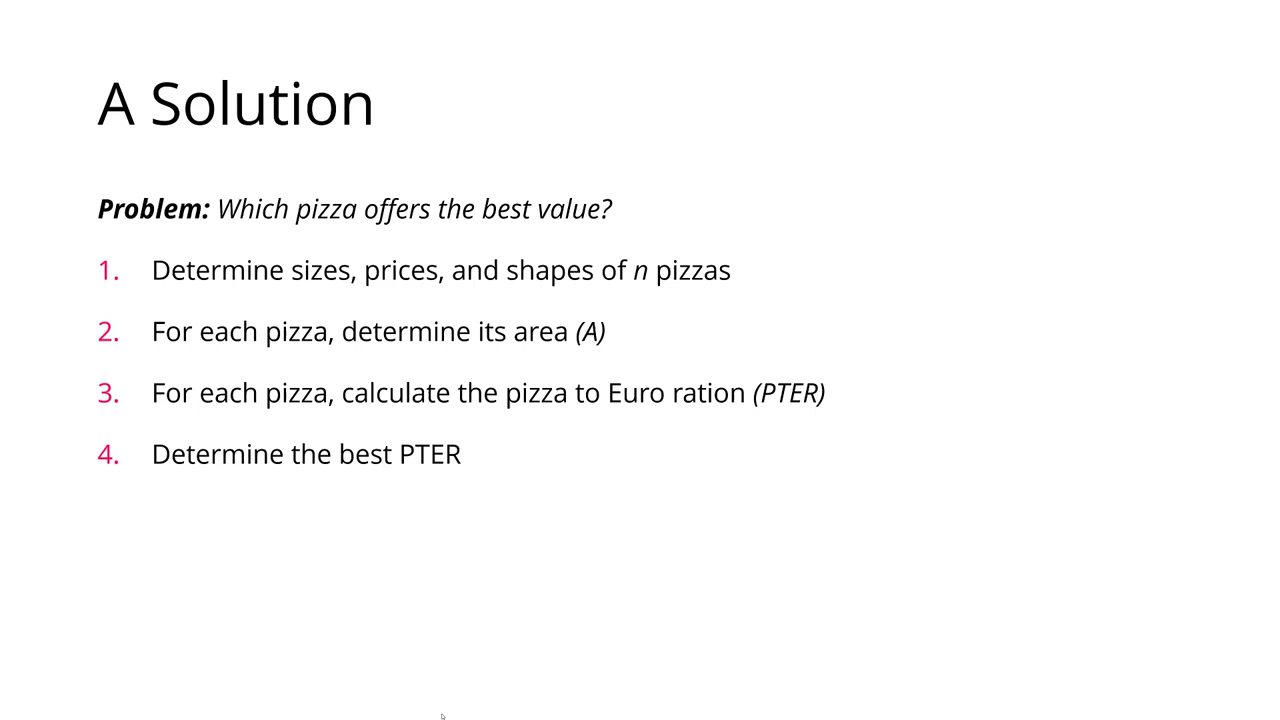 A Solution
Problem: Which pizza offers the best value?
1. Determine sizes, prices, and shapes of n pizzas
2. For each pizza, determine its area (A)
3. For each pizza, calculate the pizza to Euro ration (PTER)
4. Determine the best PTER